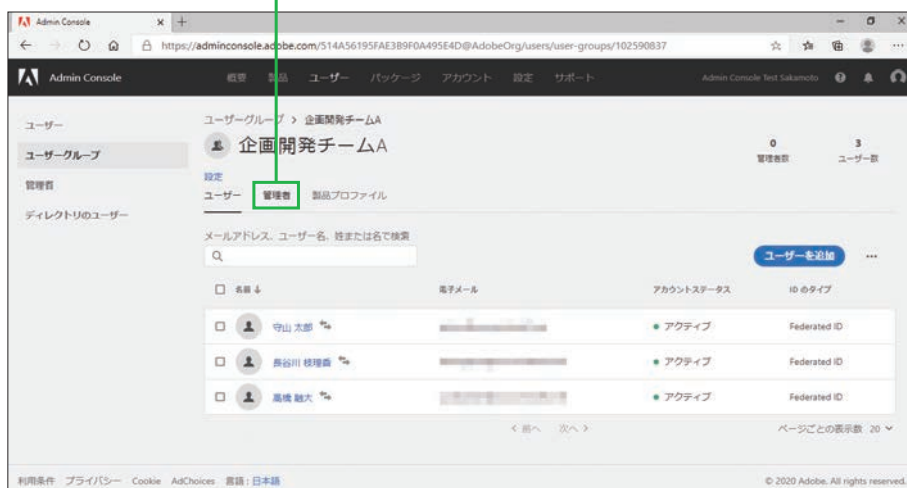 Admin Console
https://adminconsole.adobe.com/514A56195FAE3B9F0A495E4D@AdobeOrg/users/user-groups/102590837
Admin Console 概要 製品 ユーザー パッケージ アカウント 設定 サポート Admin Console Test Sakamoto
ユーザー
ユーザーグループ
管理者
ディレクトリのユーザー
ユーザーグループ > 企画開発チームA
企画開発チームA
0 3
管理者数 ユーザー数
設定
ユーザー 管理者 製品プロファイル
メールアドレス、ユーザー名、姓または名で検索
ユーザーを追加
名前 ↓ 電子メール アカウントステータス ID のタイプ
守山 太郎 アクティブ Federated ID
長谷川 枝理香 アクティブ Federated ID
高橋 融大 アクティブ Federated ID
< 前へ 次へ > ページごとの表示数 20
利用条件 プライバシー Cookie AdChoices 言語 : 日本語 © 2020 Adobe. All rights reserved.